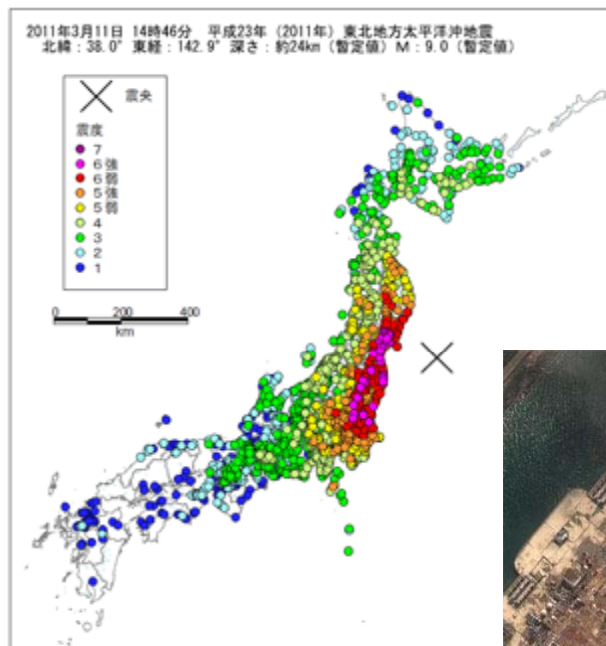 2011年3月11日 14時46分 平成23年（2011年）東北地方太平洋沖地震
北緯：38.0° 東経：142.9° 深さ：約24km（暫定値）M：9.0（暫定値）
震央
震度
7
6強
6弱
5強
5弱
4
3
2
1
0 200 400
km